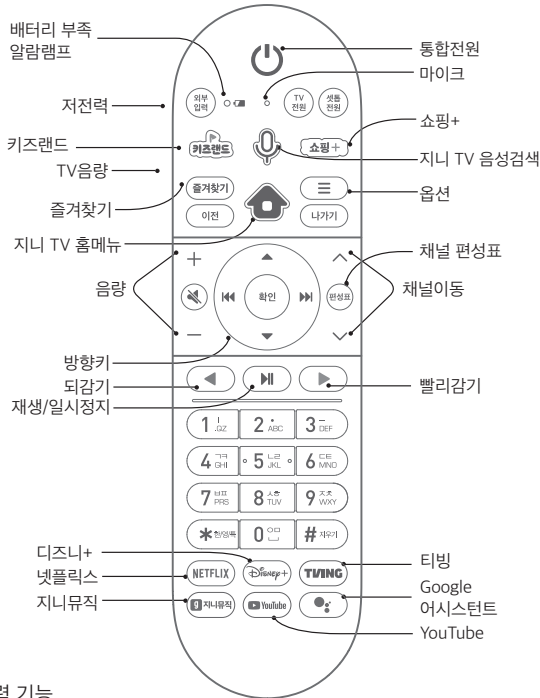 배터리 부족
알람램프
통합전원
마이크
외부
입력
TV
전원
셋톱
전원
저전력
쇼핑+
키즈랜드
키즈랜드
쇼핑+
지니 TV 음성검색
TV음량
즐겨찾기
옵션
즐겨찾기
이전
나가기
지니 TV 홈메뉴
채널 편성표
음량
확인
편성표
채널이동
방향키
되감기
빨리감기
재생/일시정지
1 ㅣ .QZ
2 · ABC
3 ㅡ DEF
4 ㄱㅋ GHI
5 ㄴㄹ JKL
6 ㄷㅌ MNO
7 ㅂㅍ PRS
8 ㅅㅎ TUV
9 ㅈㅊ WXY
* 한/영/특
0 ㅇㅁ
# 지우기
디즈니+
티빙
넷플릭스
NETFLIX
Disney+
TVING
Google
어시스턴트
지니뮤직
g 지니뮤직
YouTube
YouTube